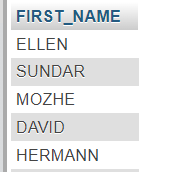 FIRST_NAME
ELLEN
SUNDAR
MOZHE
DAVID
HERMANN